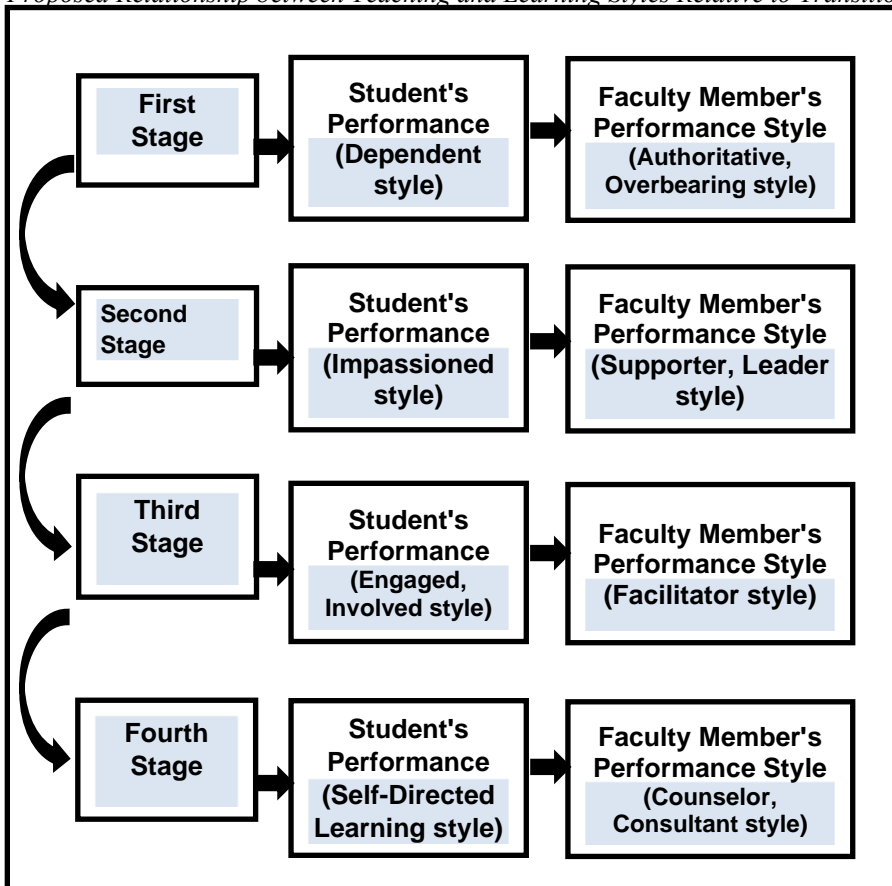 Proposed Relationship between Teaching and Learning Styles Relative to Transitio
First
Stage
Student's
Performance
(Dependent
style)
Faculty Member's
Performance Style
(Authoritative,
Overbearing style)
Second
Stage
Student's
Performance
(Impassioned
style)
Faculty Member's
Performance Style
(Supporter, Leader
style)
Third
Stage
Student's
Performance
(Engaged,
Involved style)
Faculty Member's
Performance Style
(Facilitator style)
Fourth
Stage
Student's
Performance
(Self-Directed
Learning style)
Faculty Member's
Performance Style
(Counselor,
Consultant style)